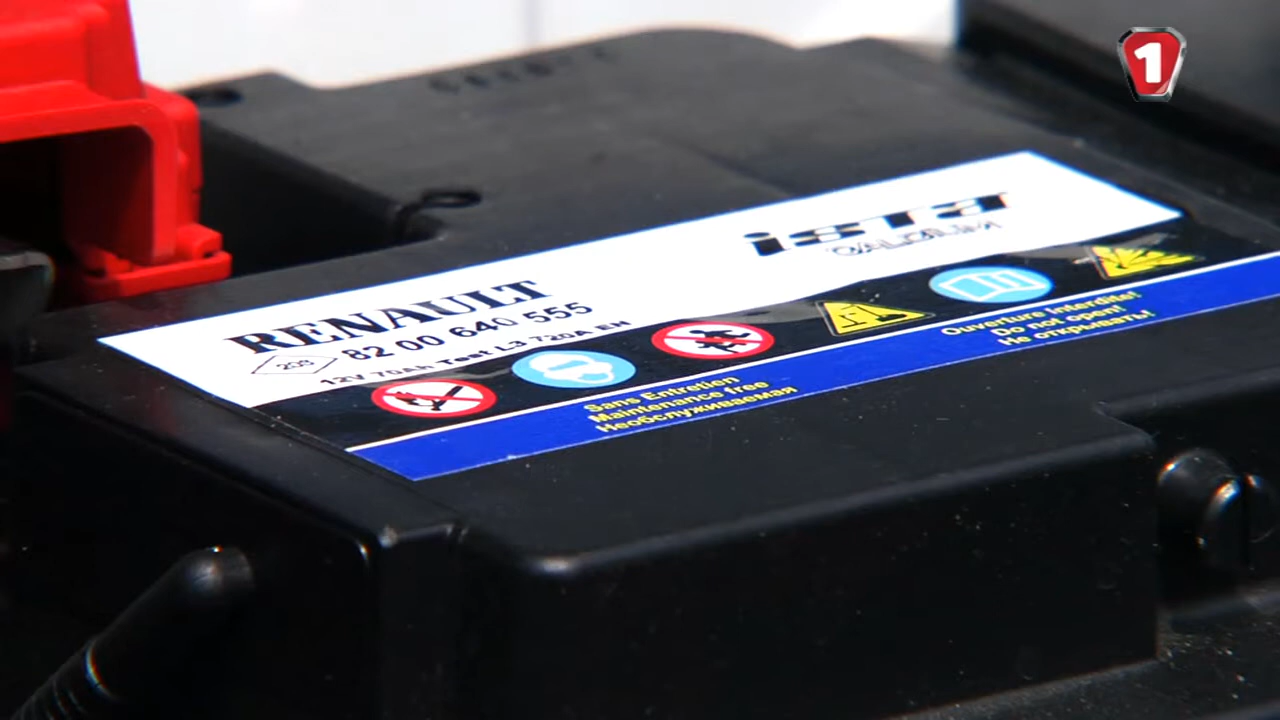 1
ista
CALCIUM
RENAULT
82 00 640 555
12V 70Ah Test L3 720A EN
Ouverture Interdite!
Do not open!
Не открывать!
Sans Entretien
Maintenance free
Необслуживаемая